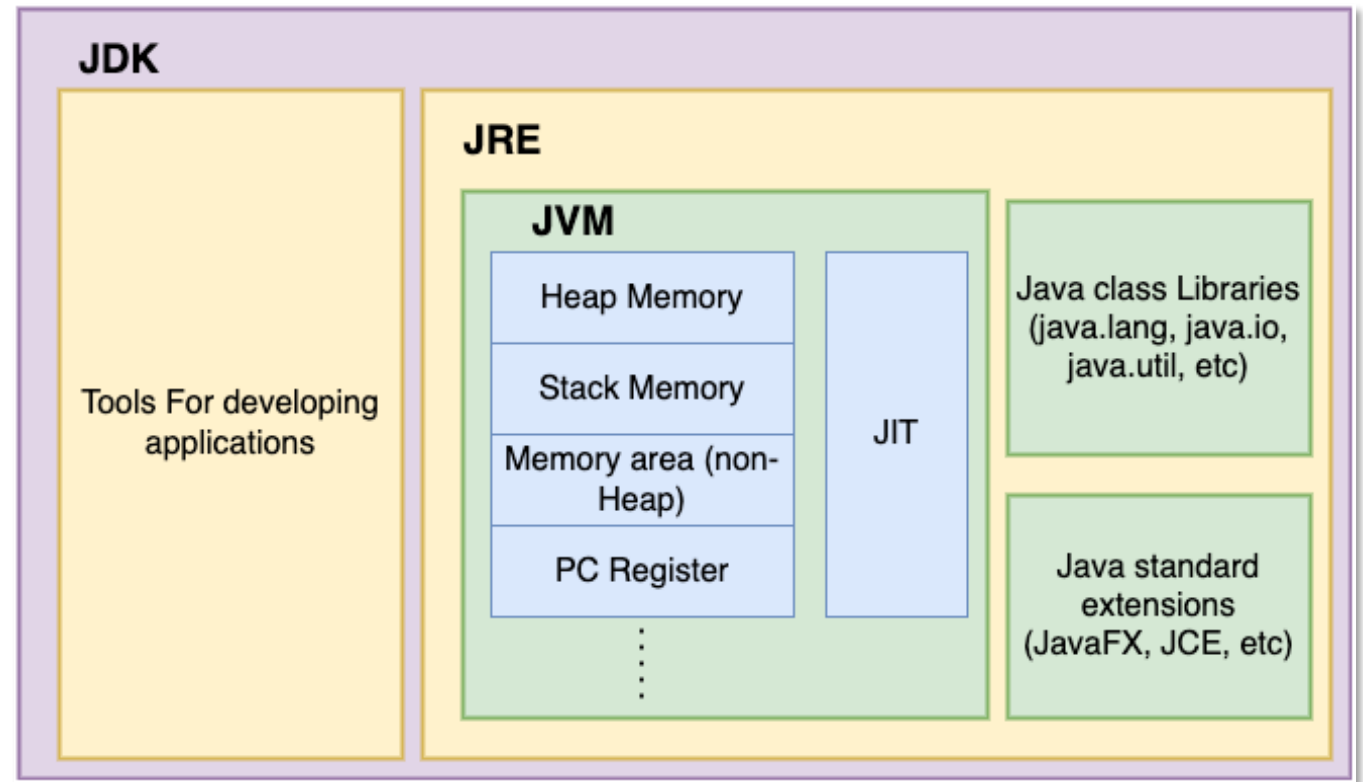 JDK
Tools For developing
applications
JRE
JVM
Heap Memory
Stack Memory
Memory area (non-
Heap)
PC Register
JIT
Java class Libraries
(java.lang, java.io,
java.util, etc)
Java standard
extensions
(JavaFX, JCE, etc)